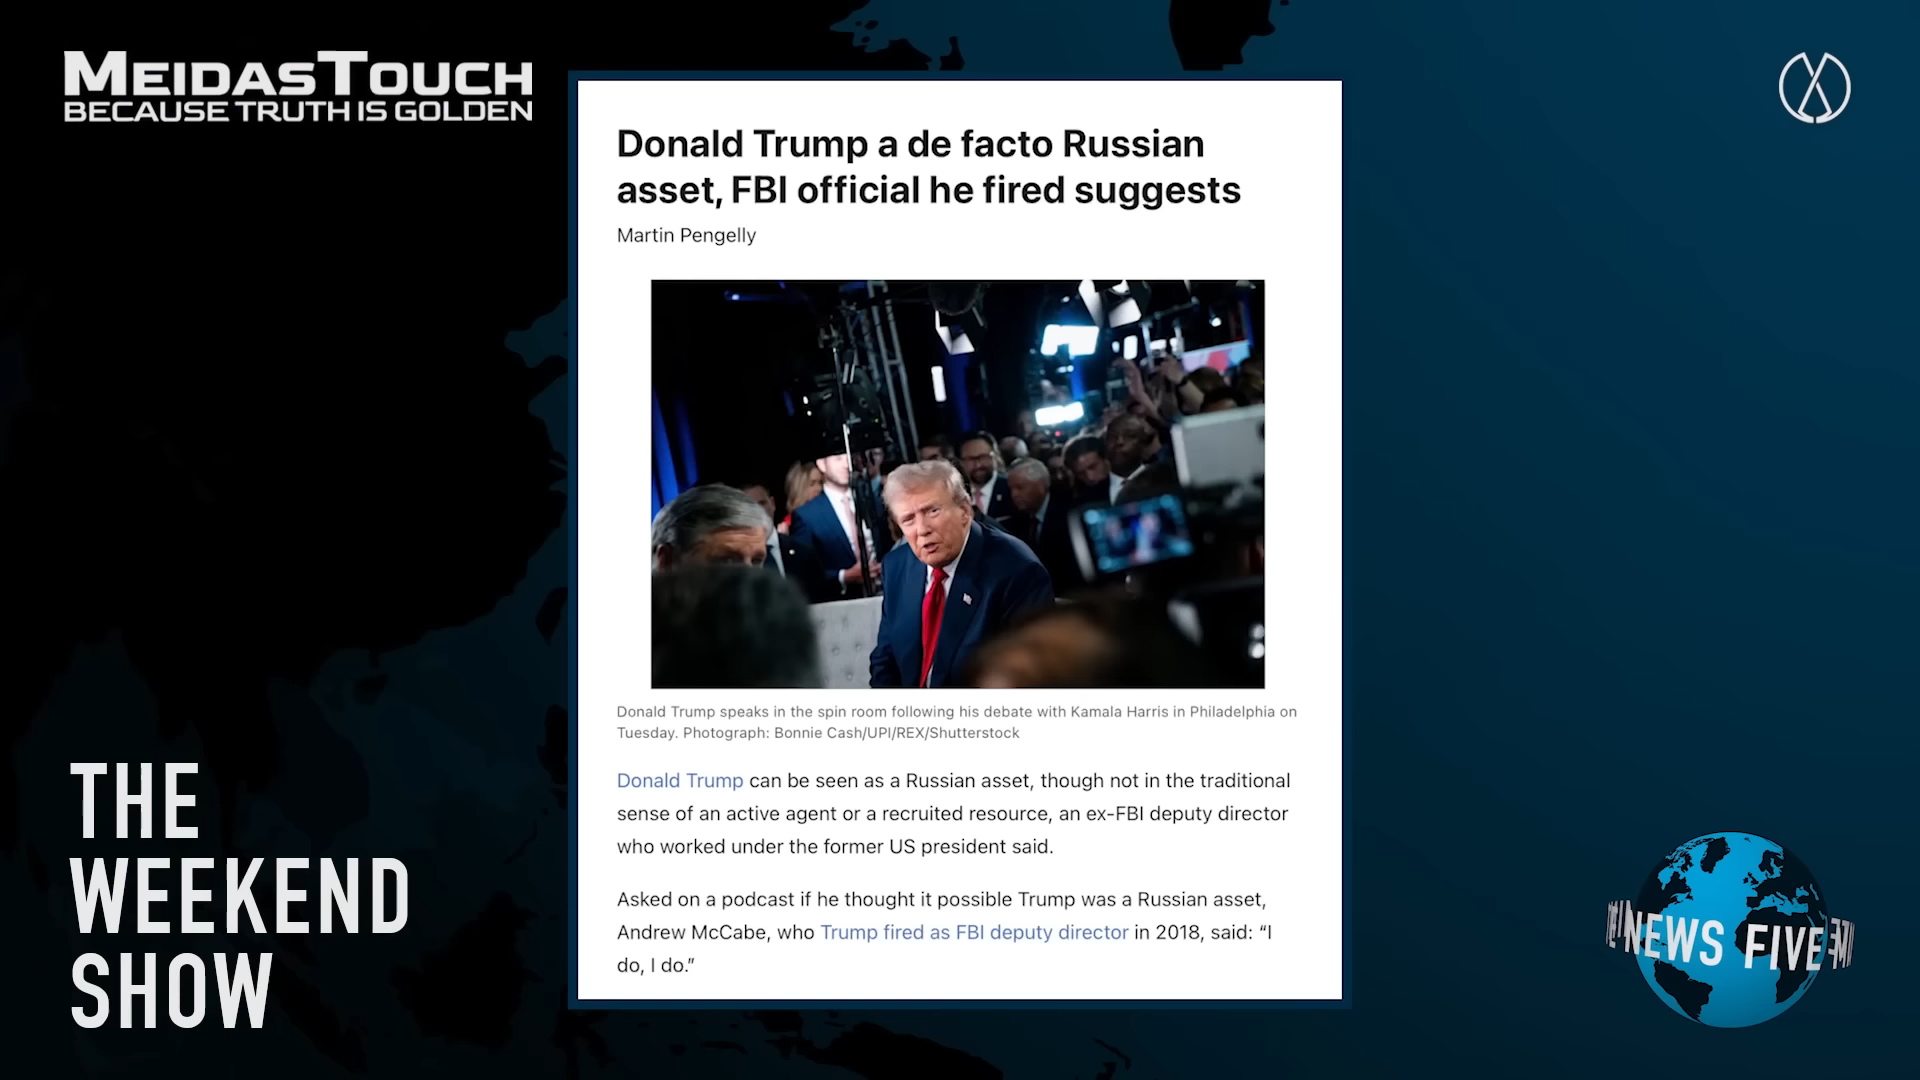 MEIDASTOUCH
BECAUSE TRUTH IS GOLDEN
Donald Trump a de facto Russian
asset, FBI official he fired suggests
Martin Pengelly
Donald Trump speaks in the spin room following his debate with Kamala Harris in Philadelphia on
Tuesday. Photograph: Bonnie Cash/UPI/REX/Shutterstock
Donald Trump can be seen as a Russian asset, though not in the traditional
sense of an active agent or a recruited resource, an ex-FBI deputy director
who worked under the former US president said.
Asked on a podcast if he thought it possible Trump was a Russian asset,
Andrew McCabe, who Trump fired as FBI deputy director in 2018, said: “I
do, I do.”
THE
WEEKEND
SHOW
NEWS FIVE